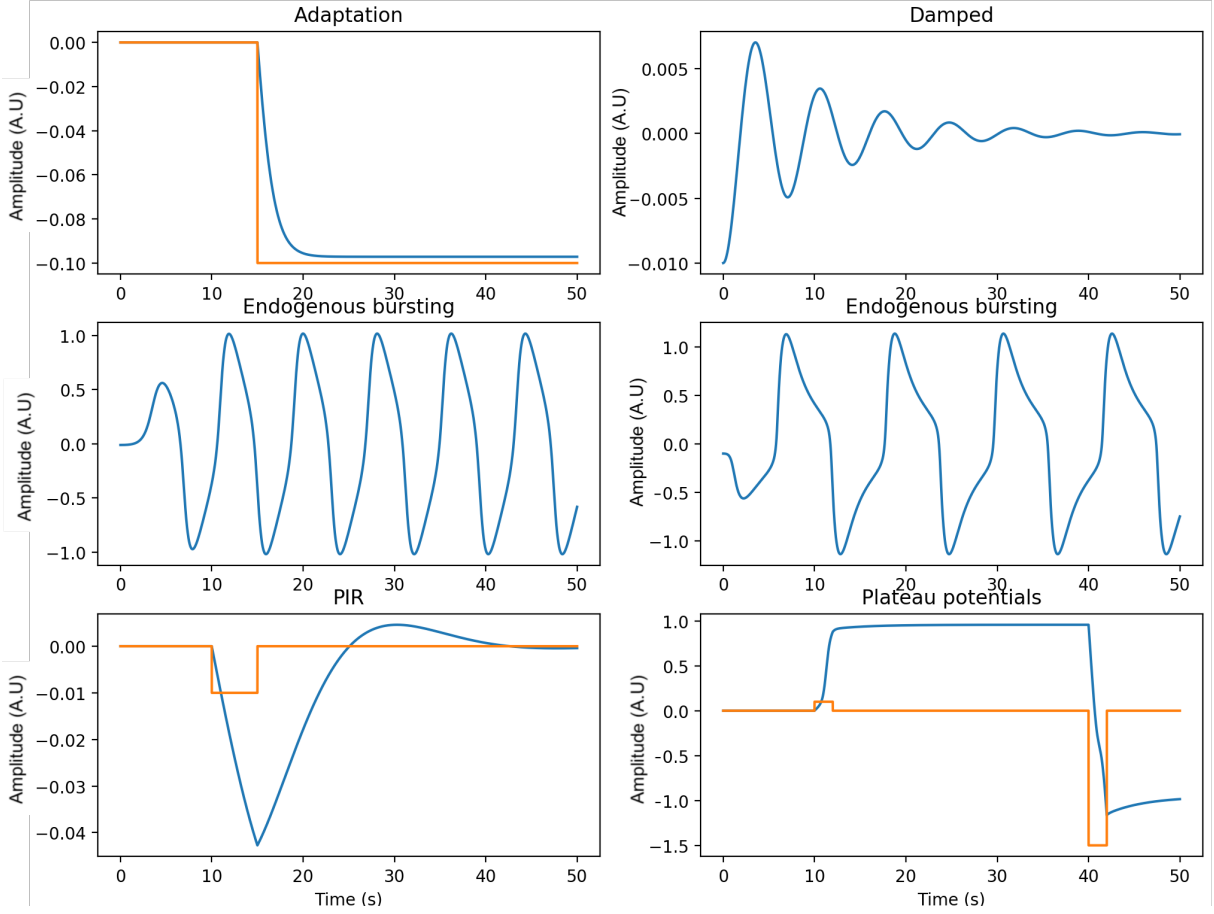 Adaptation
Amplitude (A.U)
0.00
−0.02
−0.04
−0.06
−0.08
−0.10
0 10 20 30 40 50
Damped
Amplitude (A.U)
0.005
0.000
−0.005
−0.010
0 10 20 30 40 50
Endogenous bursting
Amplitude (A.U)
1.0
0.5
0.0
−0.5
−1.0
0 10 20 30 40 50
Endogenous bursting
Amplitude (A.U)
1.0
0.5
0.0
-0.5
-1.0
0 10 20 30 40 50
PIR
Amplitude (A.U)
0.00
−0.01
−0.02
−0.03
−0.04
0 10 20 30 40 50
Time (s)
Plateau potentials
Amplitude (A.U)
1.0
0.5
0.0
-0.5
-1.0
-1.5
0 10 20 30 40 50
Time (s)